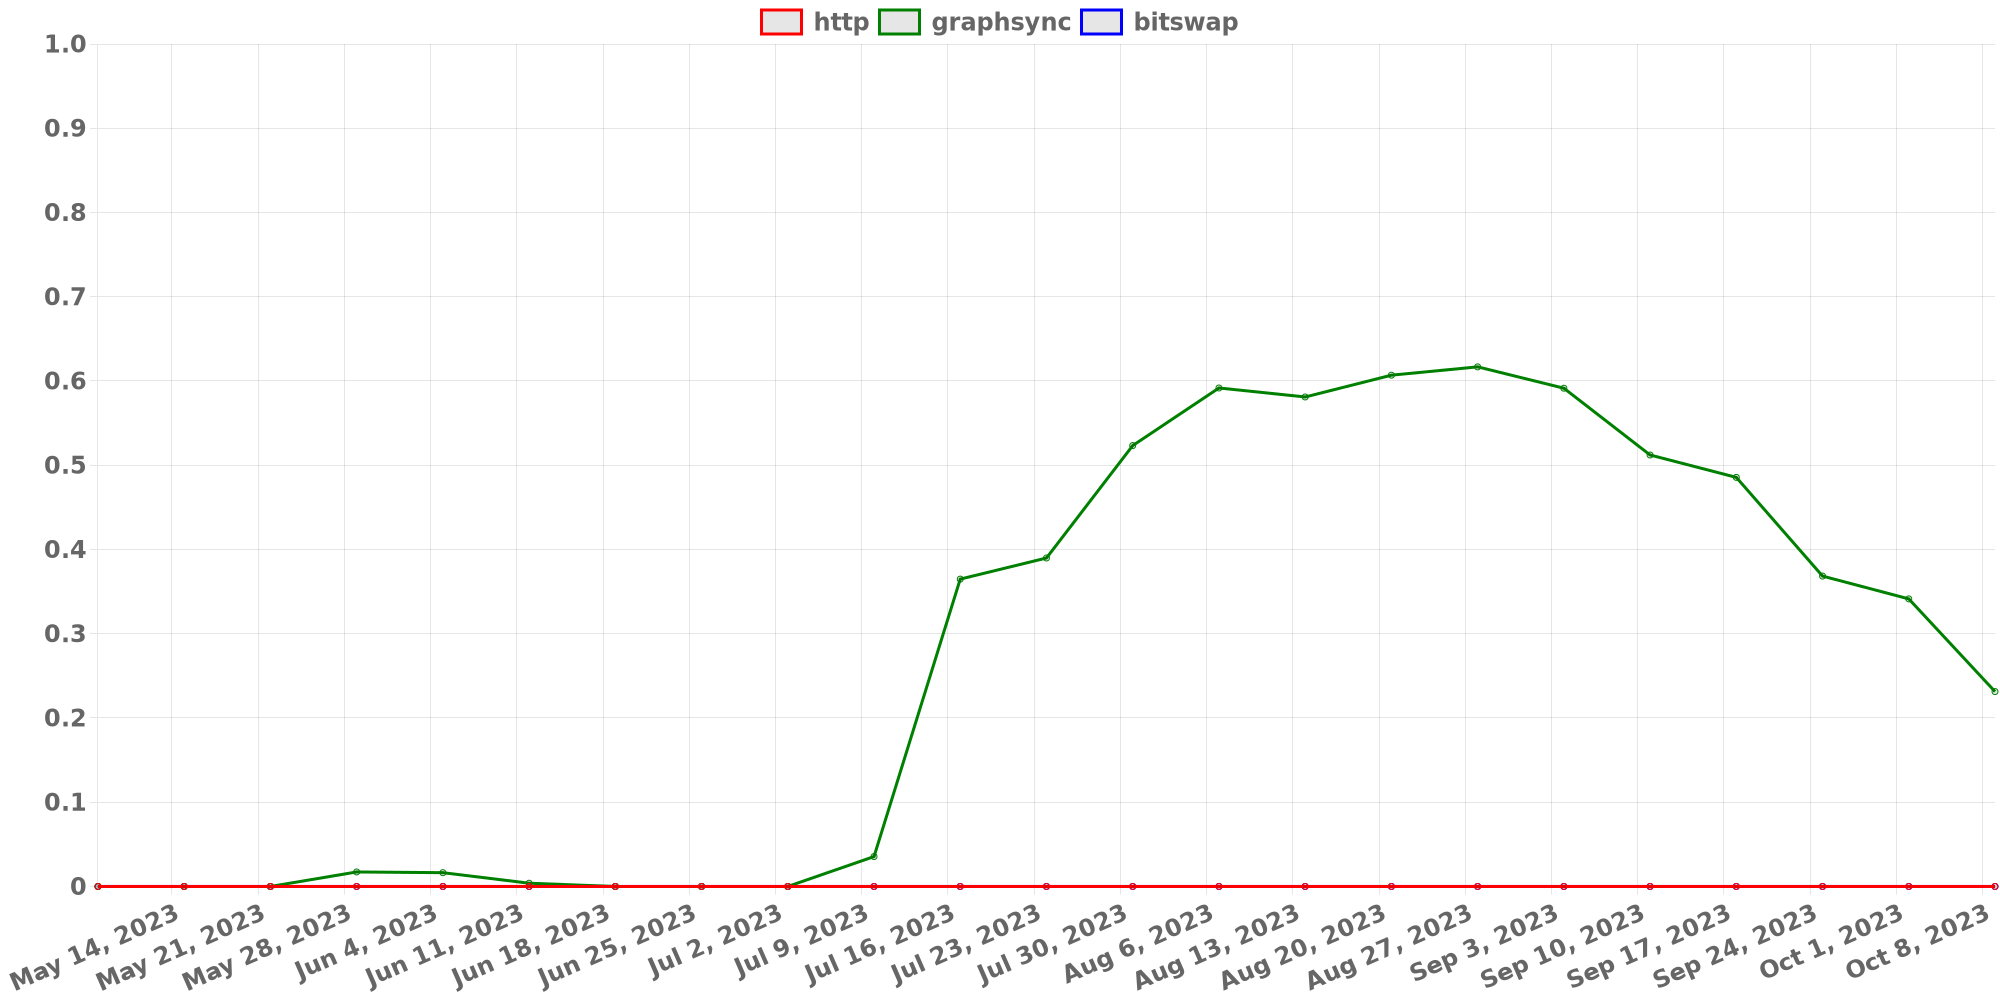 http graphsync bitswap
1.0
0.9
0.8
0.7
0.6
0.5
0.4
0.3
0.2
0.1
0
May 14, 2023
May 21, 2023
May 28, 2023
Jun 4, 2023
Jun 11, 2023
Jun 18, 2023
Jun 25, 2023
Jul 2, 2023
Jul 9, 2023
Jul 16, 2023
Jul 23, 2023
Jul 30, 2023
Aug 6, 2023
Aug 13, 2023
Aug 20, 2023
Aug 27, 2023
Sep 3, 2023
Sep 10, 2023
Sep 17, 2023
Sep 24, 2023
Oct 1, 2023
Oct 8, 2023